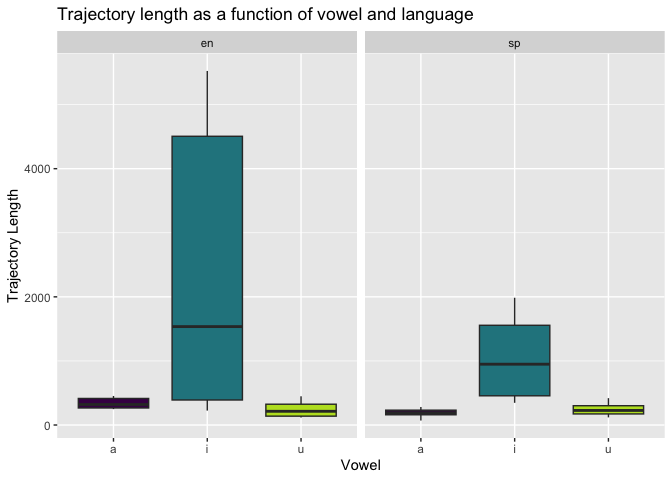 Trajectory length as a function of vowel and language
en
sp
Trajectory Length
4000
2000
0
a
i
u
a
i
u
Vowel